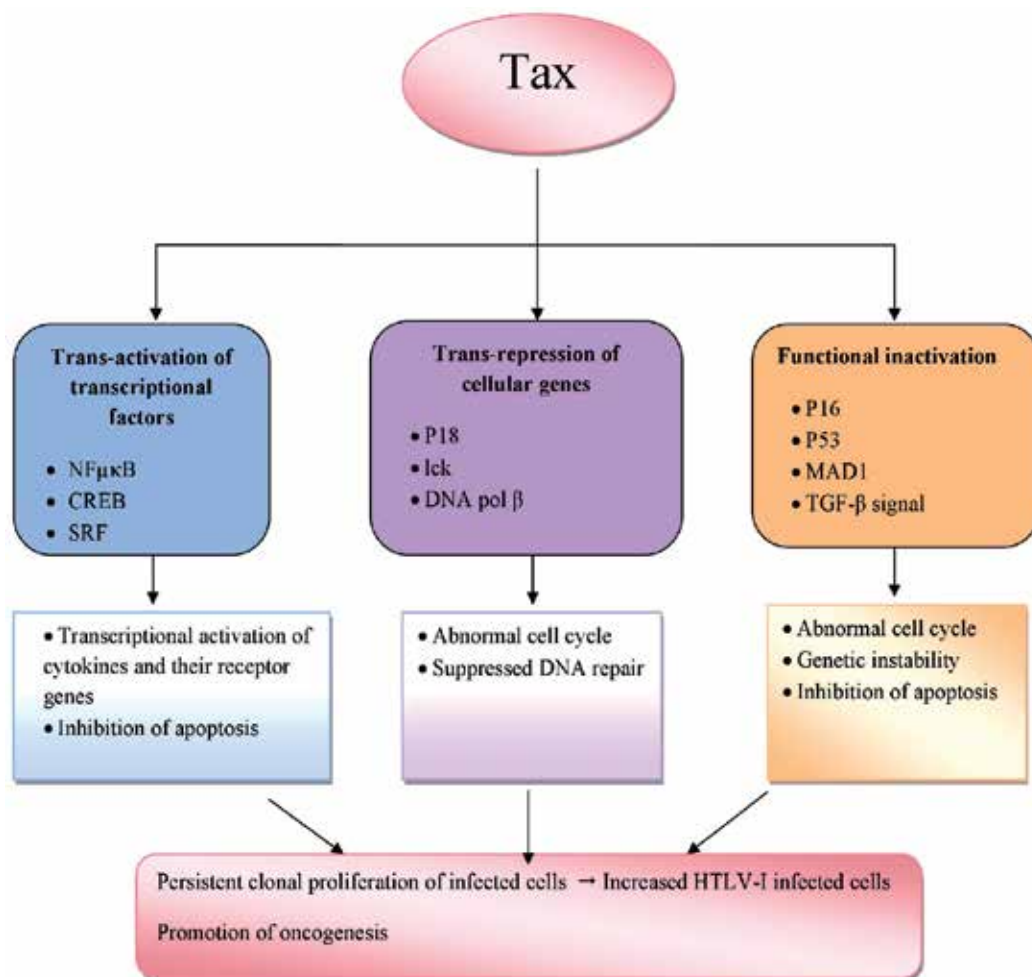 Tax
Trans-activation of
transcriptional
factors
• NFμκB
• CREB
• SRF
Trans-repression of
cellular genes
• P18
• lck
• DNA pol β
Functional inactivation
• P16
• P53
• MAD1
• TGF-β signal
• Transcriptional activation of
cytokines and their receptor
genes
• Inhibition of apoptosis
• Abnormal cell cycle
• Suppressed DNA repair
• Abnormal cell cycle
• Genetic instability
• Inhibition of apoptosis
Persistent clonal proliferation of infected cells → Increased HTLV-I infected cells
Promotion of oncogenesis